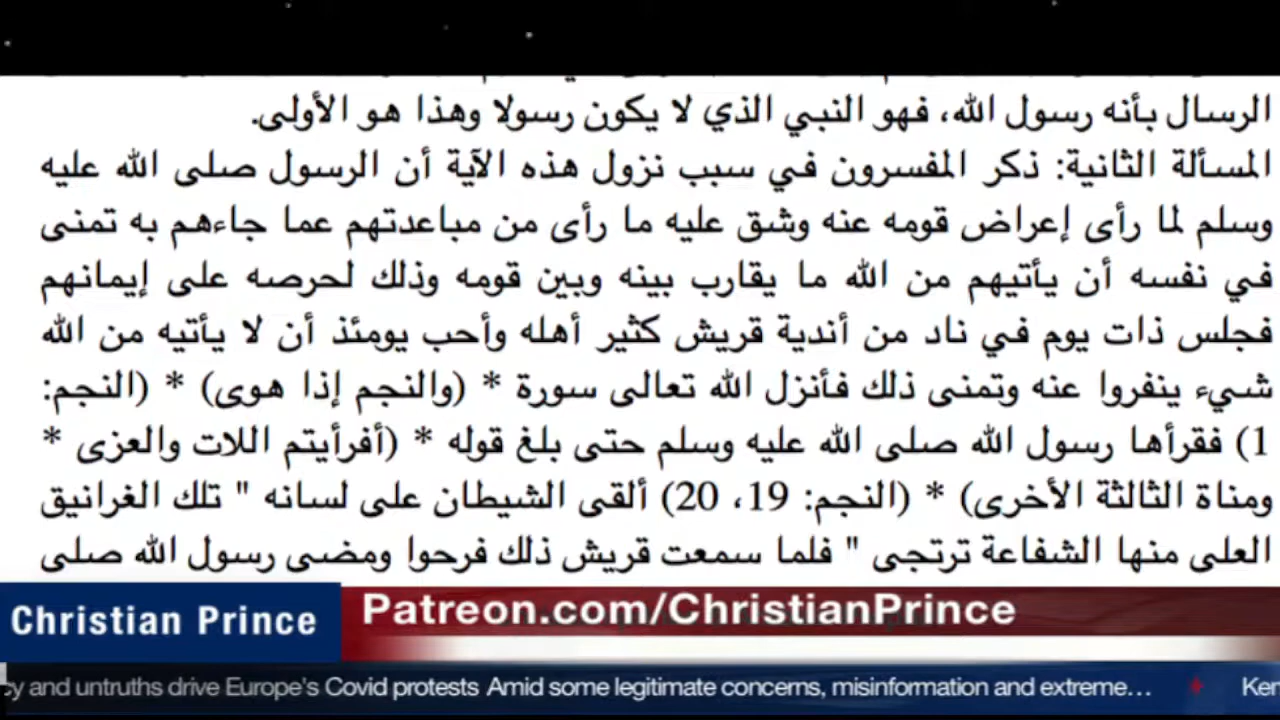 الرسال بأنه رسول الله، فهو النبي الذي لا يكون رسولا وهذا هو الأولى.
المسألة الثانية: ذكر المفسرون في سبب نزول هذه الآية أن الرسول صلى الله عليه
وسلم لما رأى إعراض قومه عنه وشق عليه ما رأى من مباعدتهم عما جاءهم به تمنى
في نفسه أن يأتيهم من الله ما يقارب بينه وبين قومه وذلك لحرصه على إيمانهم
فجلس ذات يوم في ناد من أندية قريش كثير أهله وأحب يومئذ أن لا يأتيه من الله
شيء ينفروا عنه وتمنى ذلك فأنزل الله تعالى سورة * (والنجم إذا هوى) * (النجم:
1) فقرأها رسول الله صلى الله عليه وسلم حتى بلغ قوله * (أفرأيتم اللات والعزى *
ومناة الثالثة الأخرى) * (النجم: 19، 20) ألقى الشيطان على لسانه " تلك الغرانيق
العلى منها الشفاعة ترتجى " فلما سمعت قريش ذلك فرحوا ومضى رسول الله صلى
Christian Prince
Patreon.com/ChristianPrince
and untruths drive Europe's Covid protests Amid some legitimate concerns, misinformation and extreme…